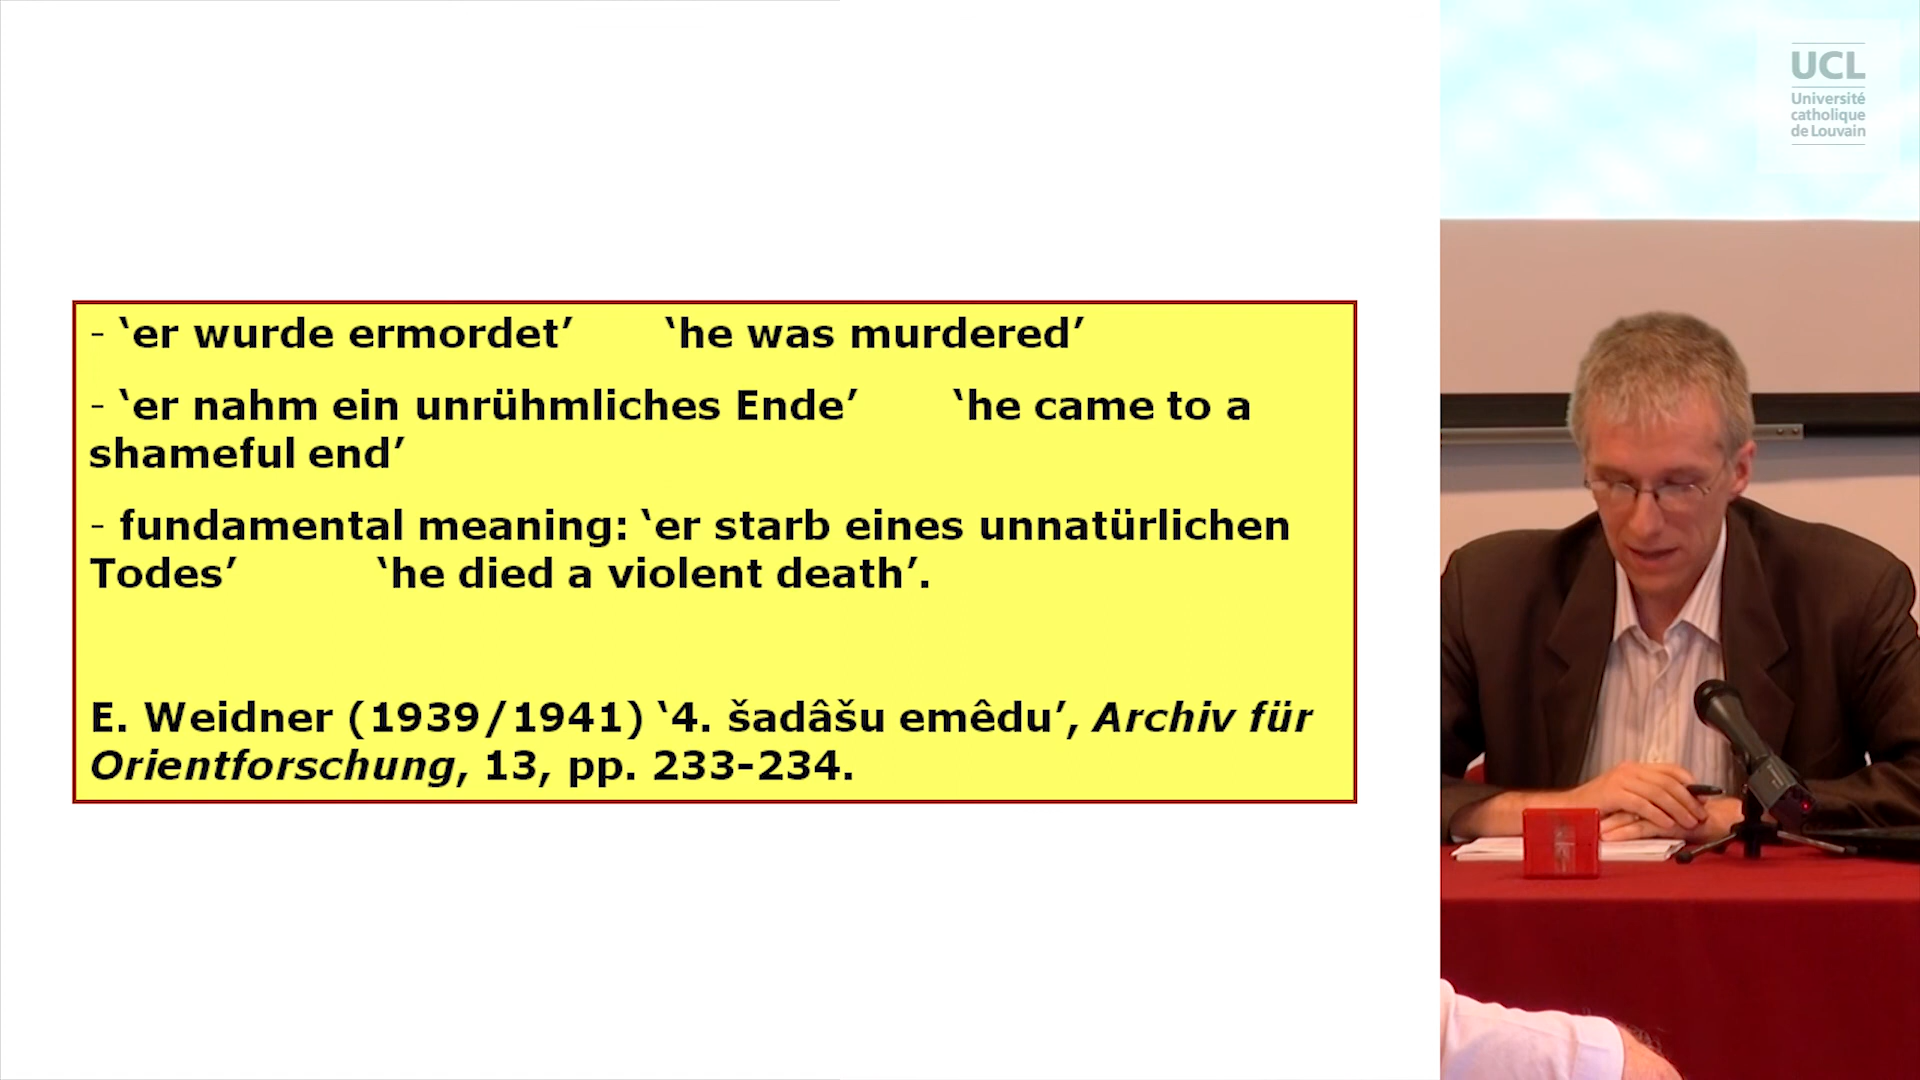 - ‘er wurde ermordet’ ‘he was murdered’
- ‘er nahm ein unrühmliches Ende’ ‘he came to a
shameful end’
- fundamental meaning: ‘er starb eines unnatürlichen
Todes’ ‘he died a violent death’.
E. Weidner (1939/1941) ‘4. šadâšu emêdu’, Archiv für
Orientforschung, 13, pp. 233-234.
UCL
Université
catholique
de Louvain